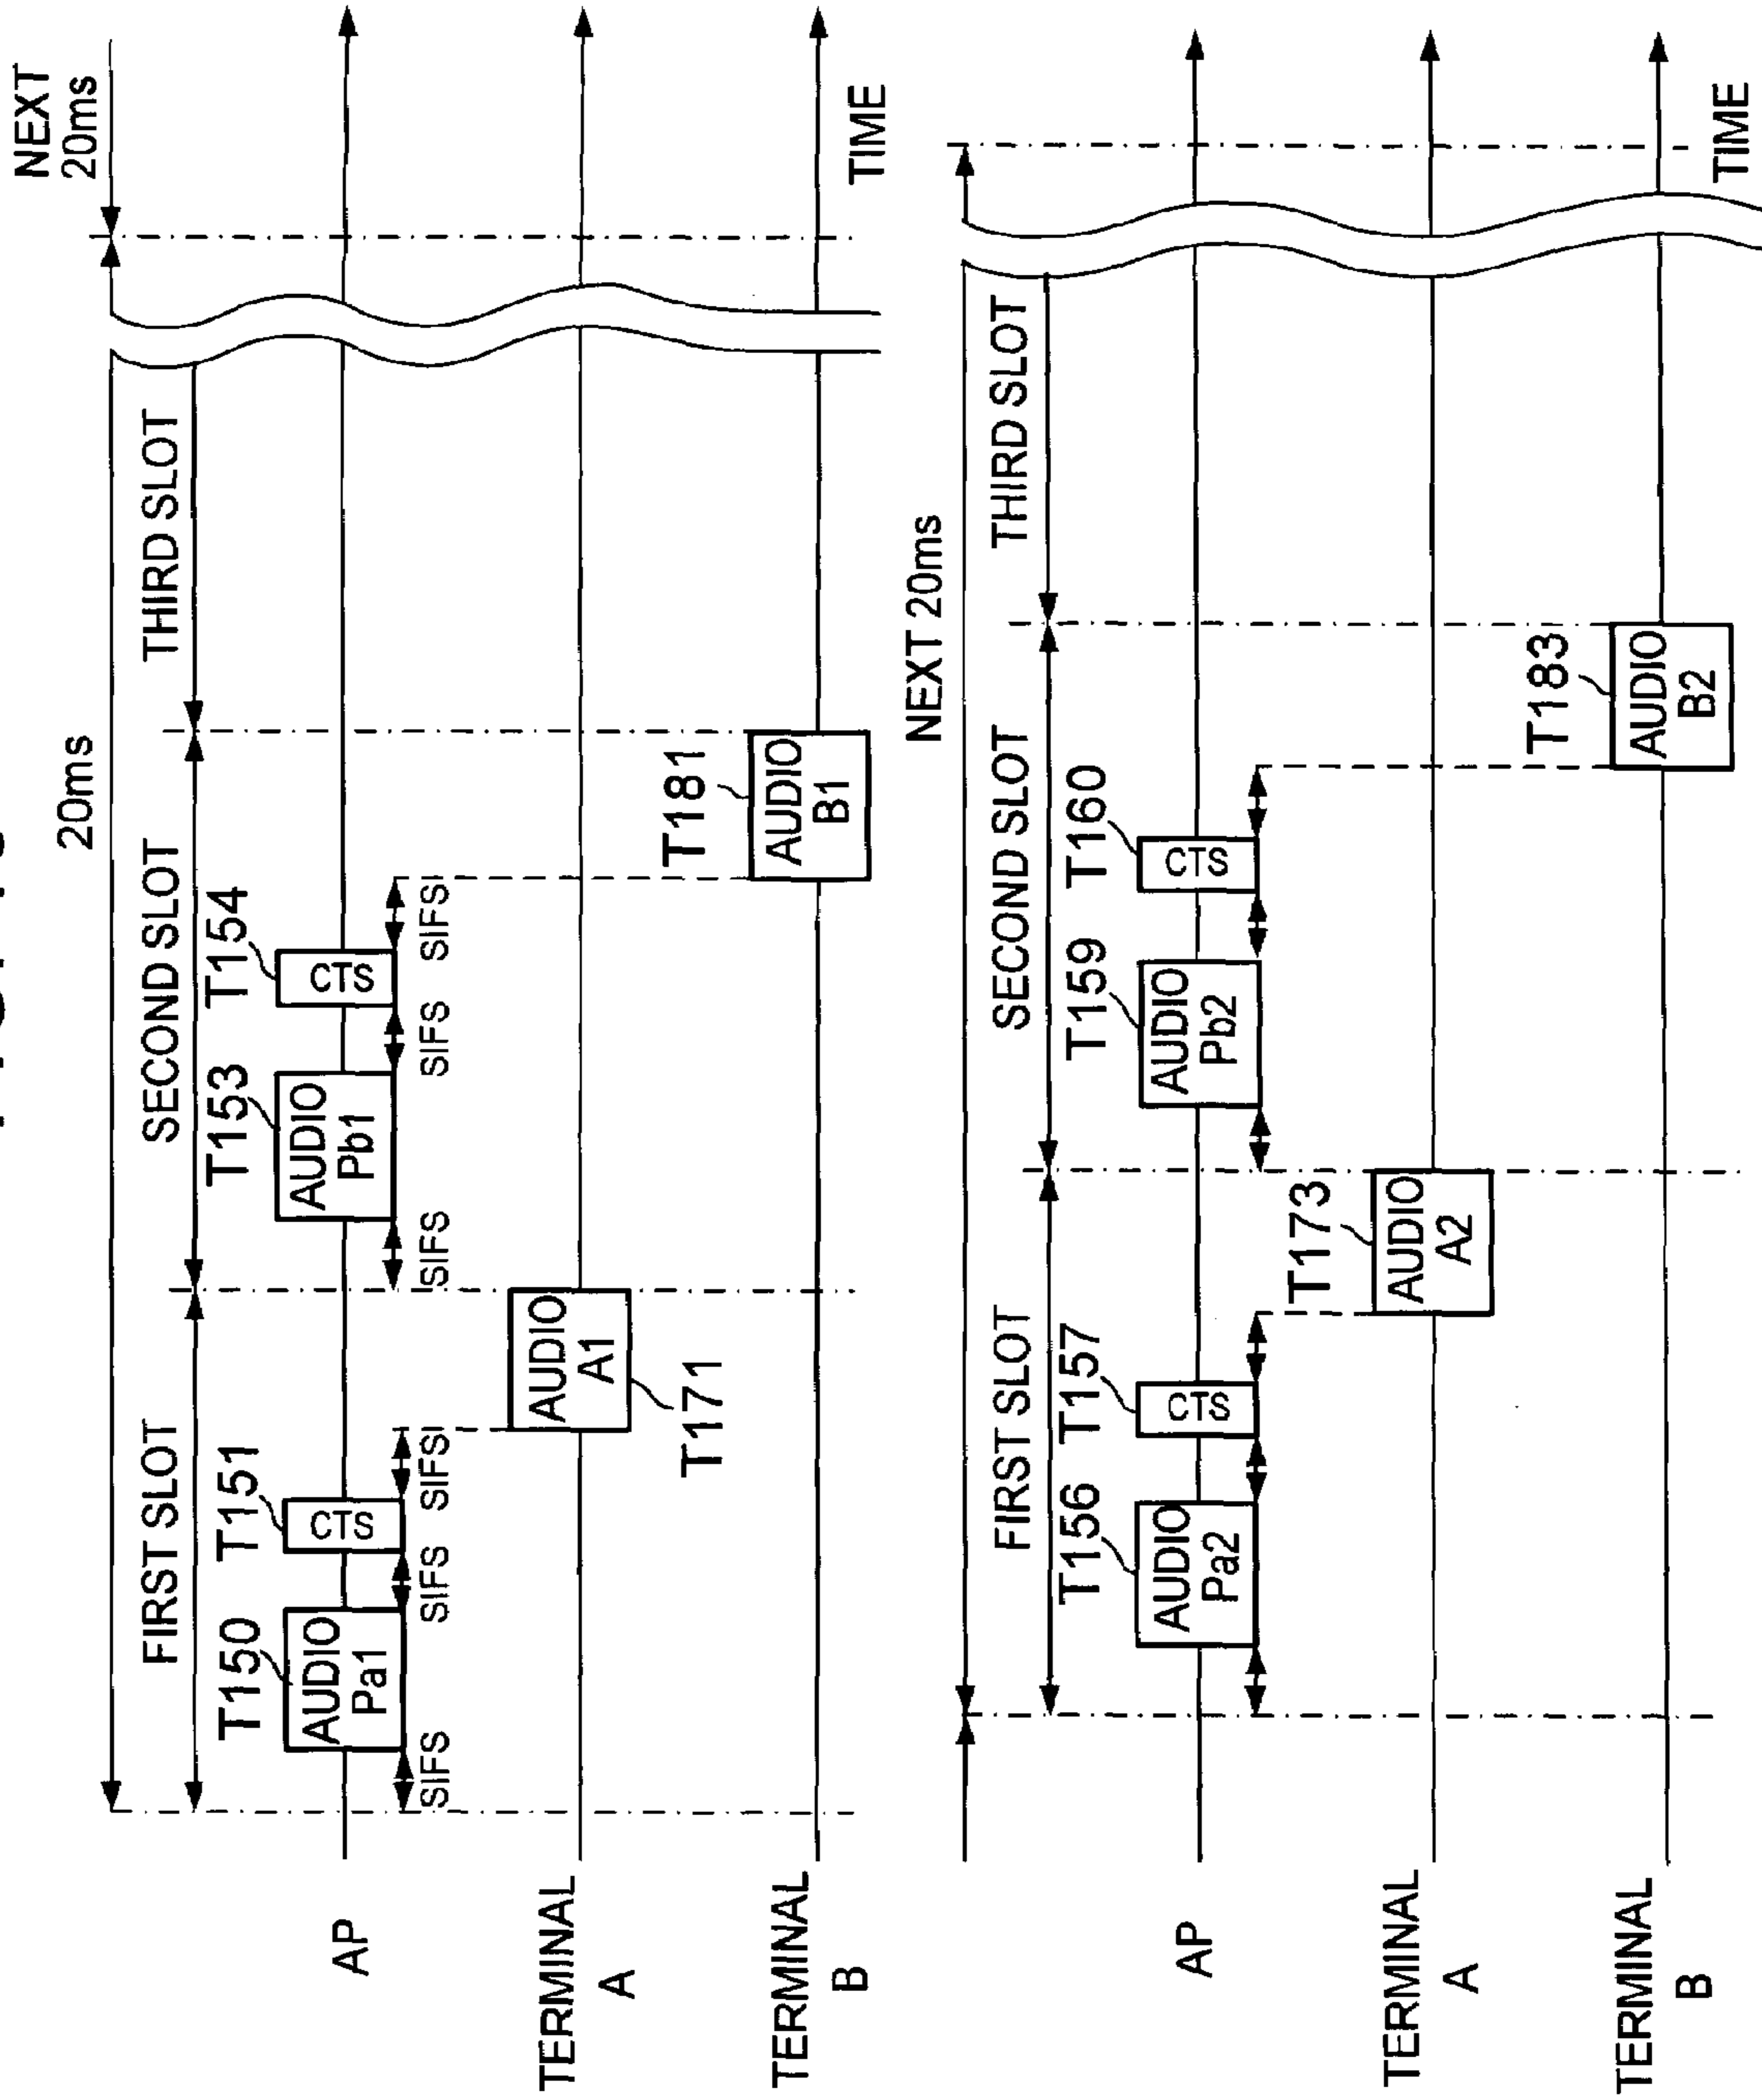 20ms
NEXT
20ms
FIRST SLOT
SECOND SLOT
THIRD SLOT
T150
T151
T153
T154
AP
AUDIO
Pa1
CTS
AUDIO
Pb1
CTS
SIFS
SIFS
SIFS
SIFS
SIFS
SIFS
TERMINAL
A
AUDIO
A1
T171
T181
TERMINAL
B
AUDIO
B1
TIME
NEXT 20ms
FIRST SLOT
SECOND SLOT
THIRD SLOT
T156
T157
T159
T160
AP
AUDIO
Pa2
CTS
AUDIO
Pb2
CTS
T173
TERMINAL
A
AUDIO
A2
T183
TERMINAL
B
AUDIO
B2
TIME